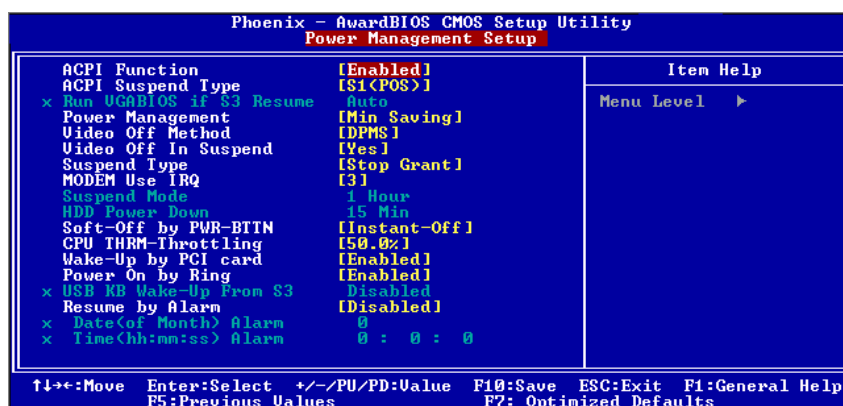 Phoenix - AwardBIOS CMOS Setup Utility
Power Management Setup
ACPI Function [Enabled]
ACPI Suspend Type [S1(POS)]
x Run VGABIOS if S3 Resume Auto
Power Management [Min Saving]
Video Off Method [DPMS]
Video Off In Suspend [Yes]
Suspend Type [Stop Grant]
MODEM Use IRQ [3]
Suspend Mode 1 Hour
HDD Power Down 15 Min
Soft-Off by PWR-BTTN [Instant-Off]
CPU THRM-Throttling [50.0%]
Wake-Up by PCI card [Enabled]
Power On by Ring [Enabled]
x USB KB Wake-Up From S3 Disabled
Resume by Alarm [Disabled]
x Date(of Month) Alarm 0
x Time(hh:mm:ss) Alarm 0 : 0 : 0
Item Help
Menu Level ►
↑↓→←:Move Enter:Select +/-/PU/PD:Value F10:Save ESC:Exit F1:General Help
F5:Previous Values F7: Optimized Defaults